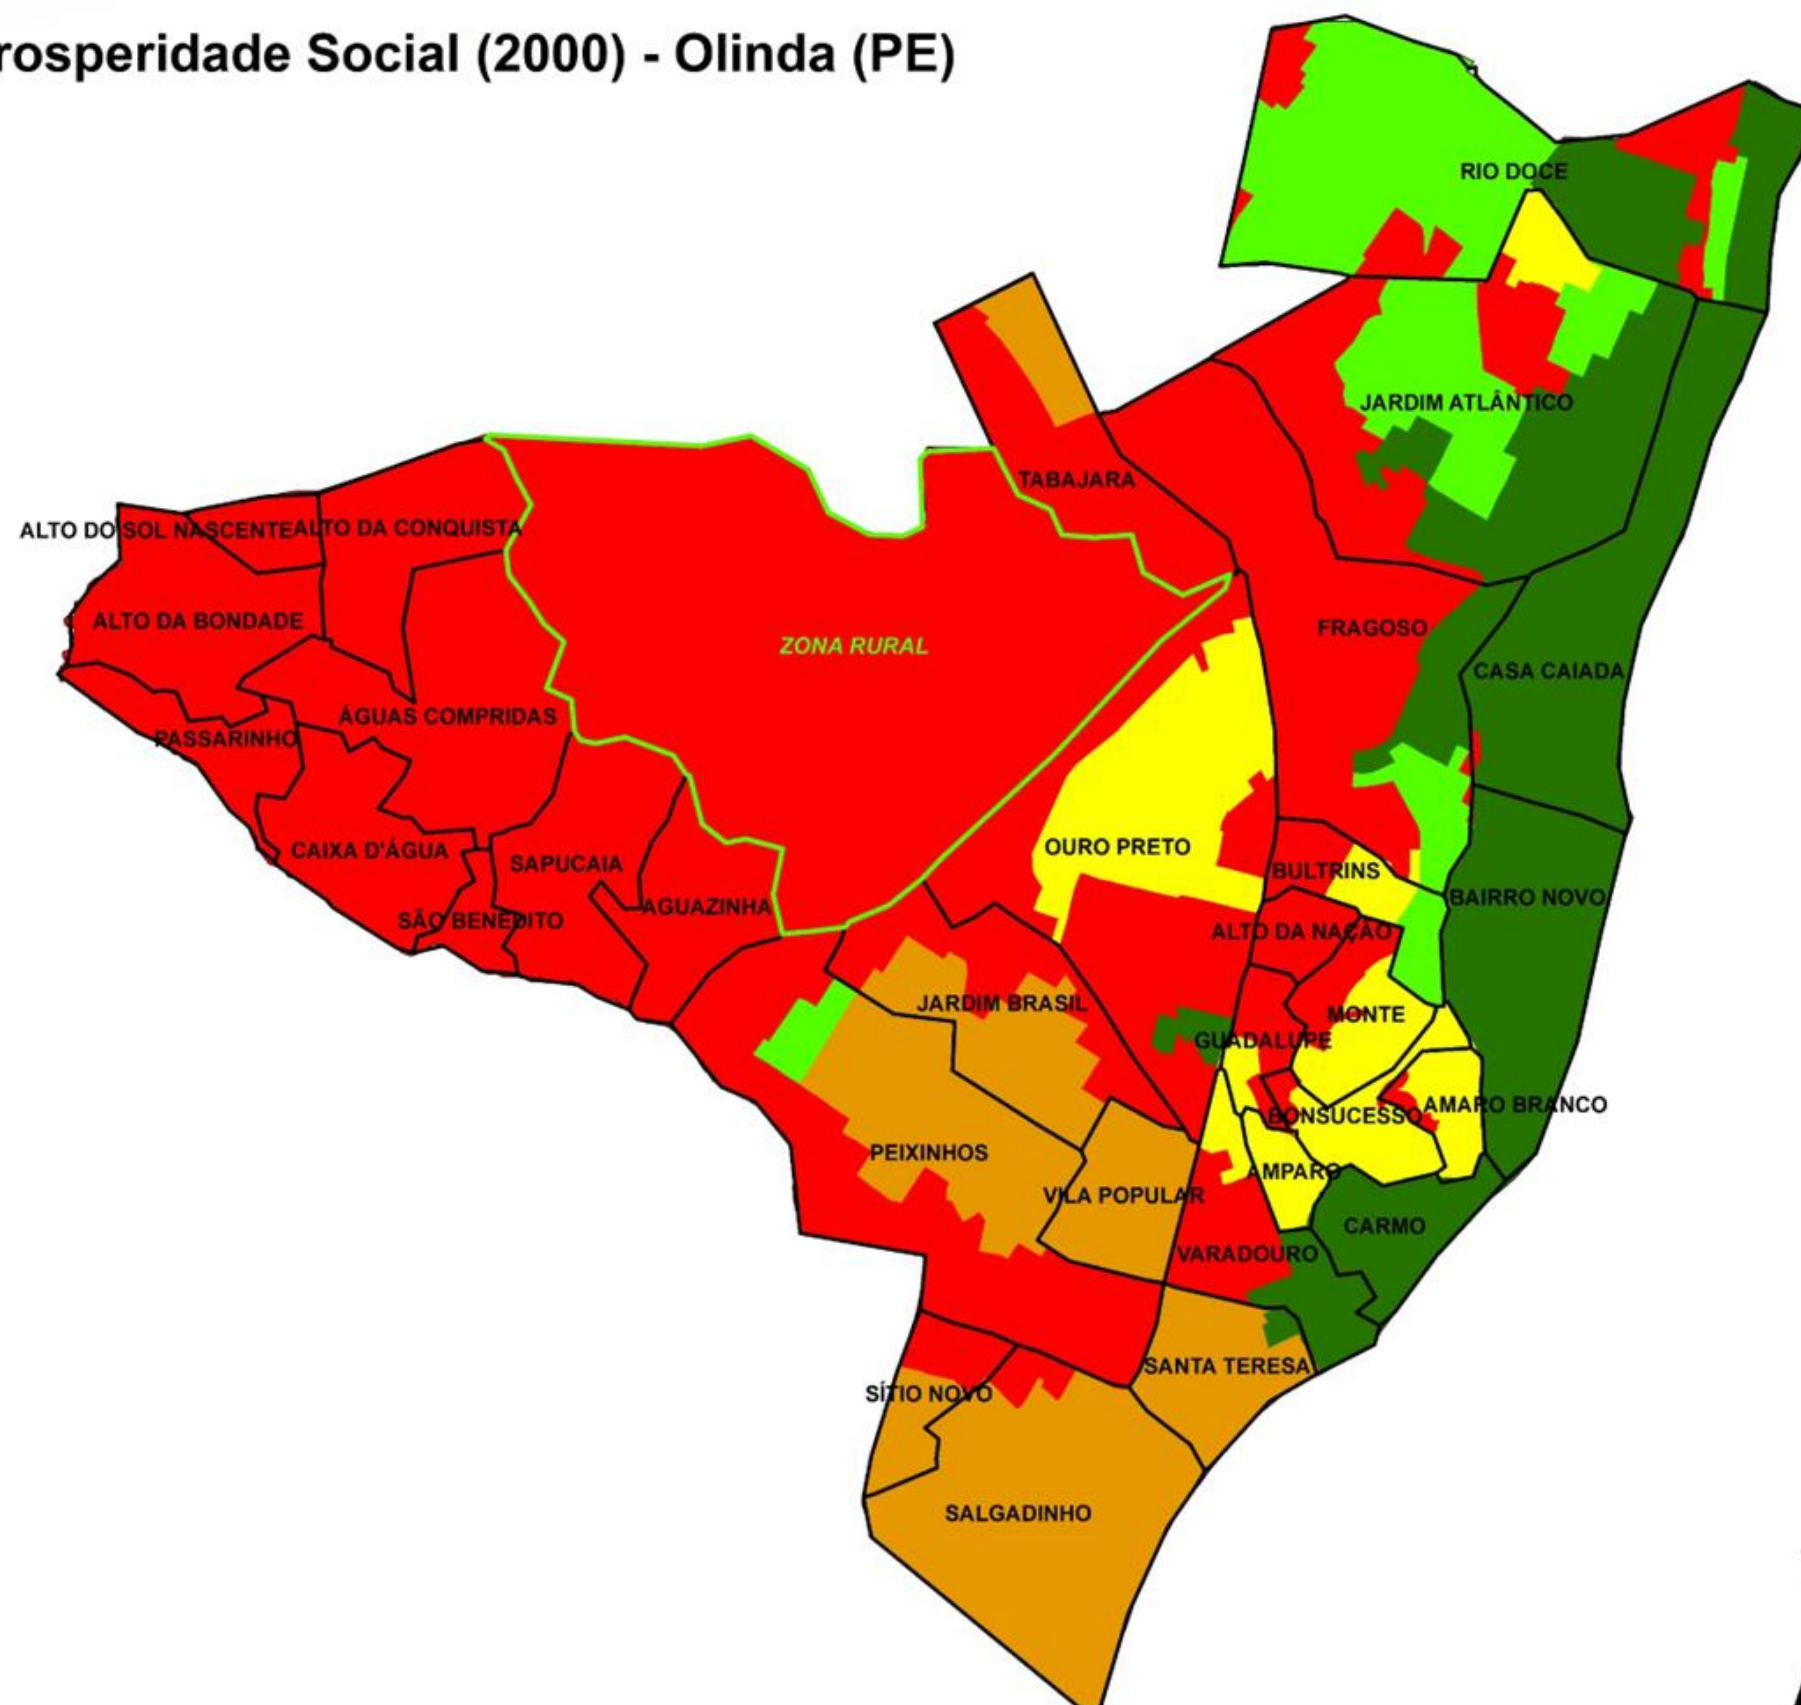 rosperidade Social (2000) - Olinda (PE)
RIO DOCE
JARDIM ATLÂNTICO
TABAJARA
ALTO DO SOL NASCENTE
ALTO DA CONQUISTA
ALTO DA BONDADE
FRAGOSO
ZONA RURAL
CASA CAIADA
ÁGUAS COMPRIDAS
PASSARINHO
OURO PRETO
CAIXA D'ÁGUA
SAPUCAIA
BULTRINS
BAIRRO NOVO
AGUAZINHA
SÃO BENEDITO
ALTO DA NAÇÃO
JARDIM BRASIL
MONTE
GUADALUPE
AMARO BRANCO
BONSUCESSO
PEIXINHOS
AMPARO
VILA POPULAR
CARMO
VARADOURO
SANTA TERESA
SÍTIO NOVO
SALGADINHO